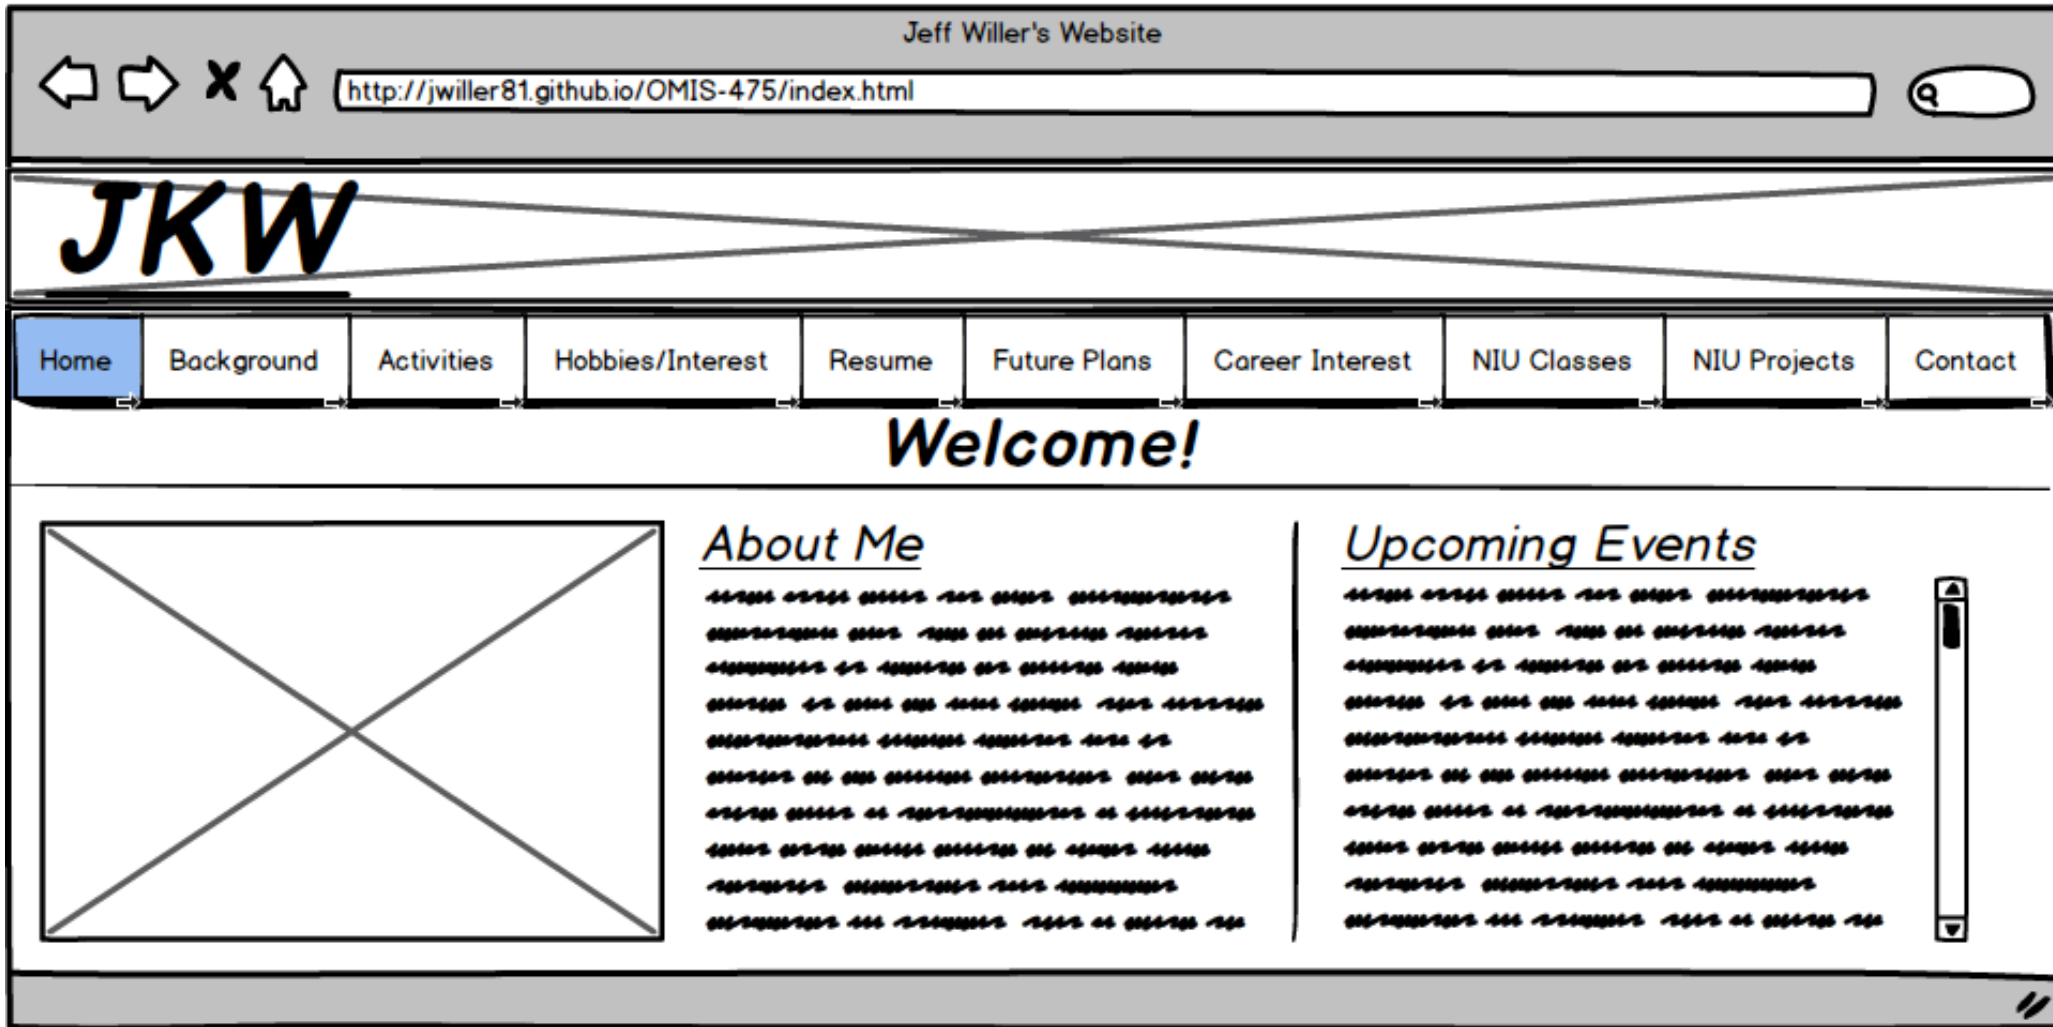 Jeff Willer's Website
http://jwiller81.github.io/OMIS-475/index.html
JKW
Home Background Activities Hobbies/Interest Resume Future Plans Career Interest NIU Classes NIU Projects Contact
Welcome!
About Me
Upcoming Events